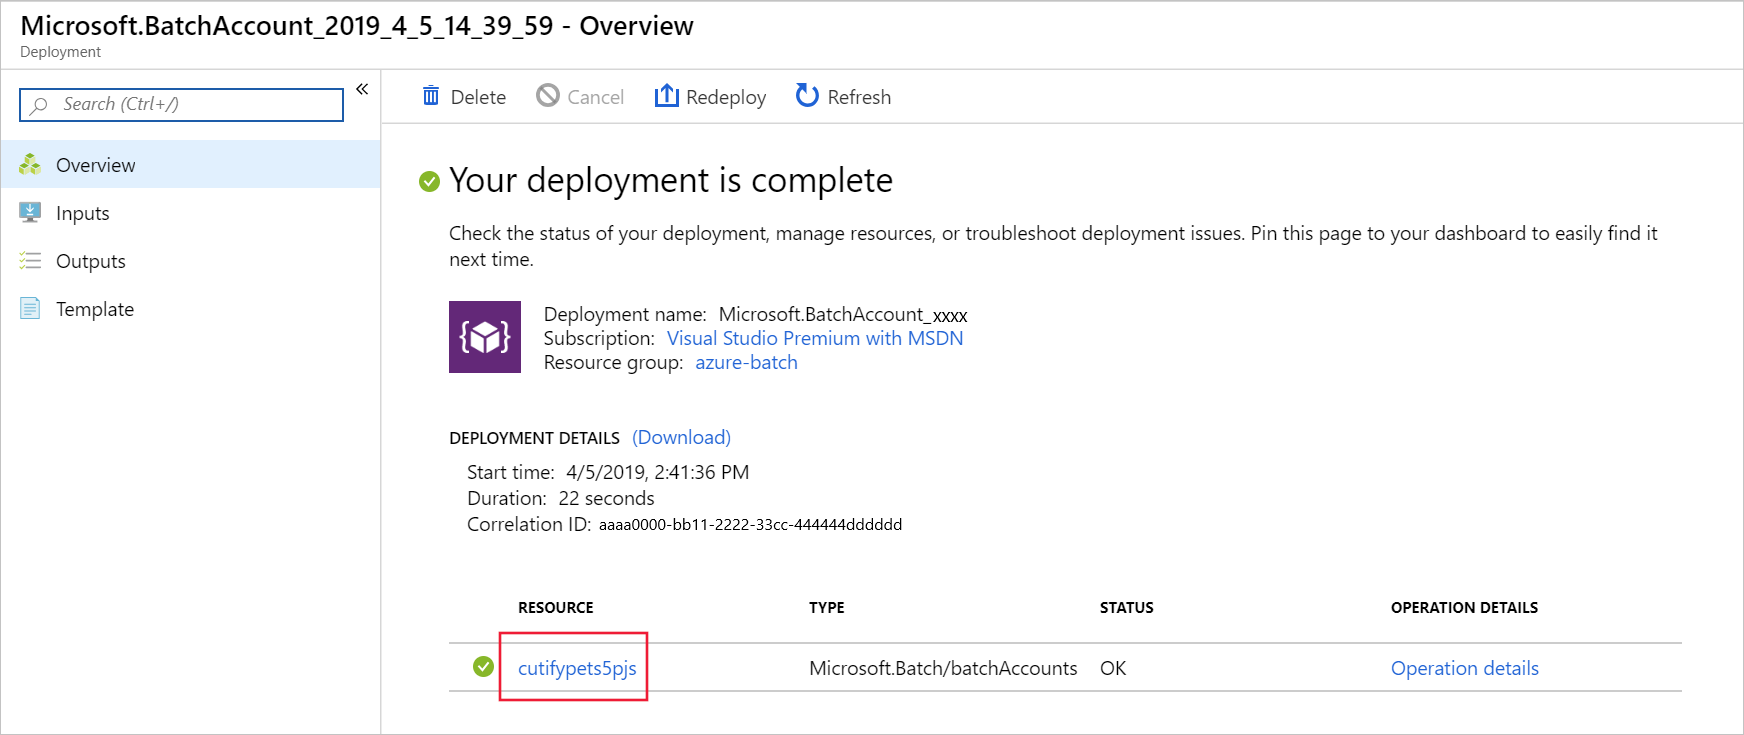 Microsoft.BatchAccount_2019_4_5_14_39_59 - Overview
Deployment
Search (Ctrl+/)
«
Overview
Inputs
Outputs
Template
Delete
Cancel
Redeploy
Refresh
Your deployment is complete
Check the status of your deployment, manage resources, or troubleshoot deployment issues. Pin this page to your dashboard to easily find it
next time.
Deployment name: Microsoft.BatchAccount_xxxx
Subscription: Visual Studio Premium with MSDN
Resource group: azure-batch
DEPLOYMENT DETAILS (Download)
Start time: 4/5/2019, 2:41:36 PM
Duration: 22 seconds
Correlation ID: aaaa0000-bb11-2222-33cc-444444dddddd
RESOURCE TYPE STATUS OPERATION DETAILS
cutifypets5pjs Microsoft.Batch/batchAccounts OK Operation details